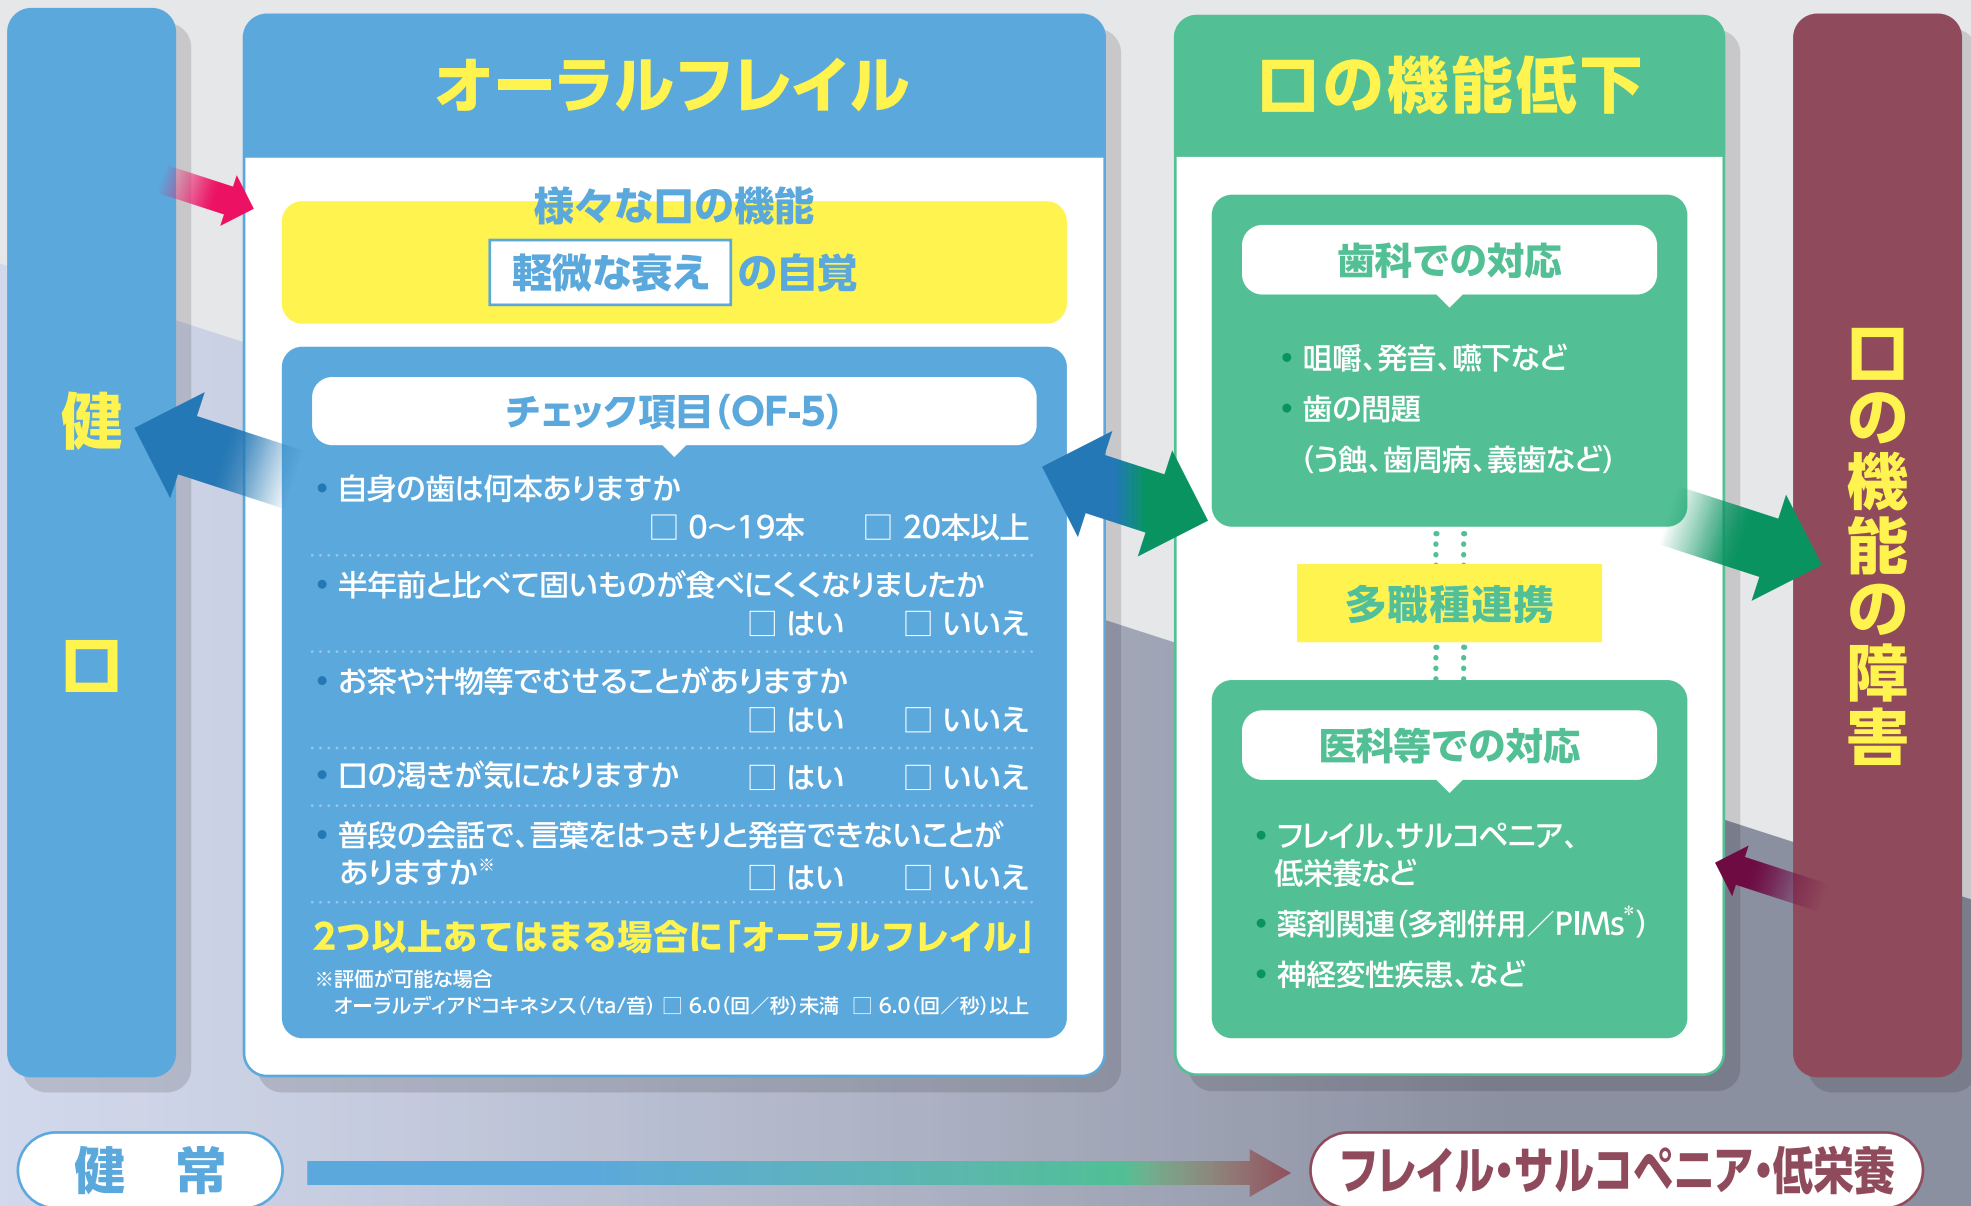 健口
オーラルフレイル
様々な口の機能
軽微な衰えの自覚
チェック項目(OF-5)
・自身の歯は何本ありますか
□ 0〜19本 □ 20本以上
・半年前と比べて固いものが食べにくくなりましたか
□ はい □ いいえ
・お茶や汁物等でむせることがありますか
□ はい □ いいえ
・口の渇きが気になりますか □ はい □ いいえ
・普段の会話で、言葉をはっきりと発音できないことが
ありますか※ □ はい □ いいえ
2つ以上あてはまる場合に「オーラルフレイル」
※評価が可能な場合
オーラルディアドコキネシス(/ta/音) □ 6.0(回/秒)未満 □ 6.0(回/秒)以上
口の機能低下
歯科での対応
・咀嚼、発音、嚥下など
・歯の問題
(う蝕、歯周病、義歯など)
多職種連携
医科等での対応
・フレイル、サルコペニア、
低栄養など
・薬剤関連(多剤併用/PIMs*)
・神経変性疾患、など
口の機能の障害
健常
フレイル・サルコペニア・低栄養